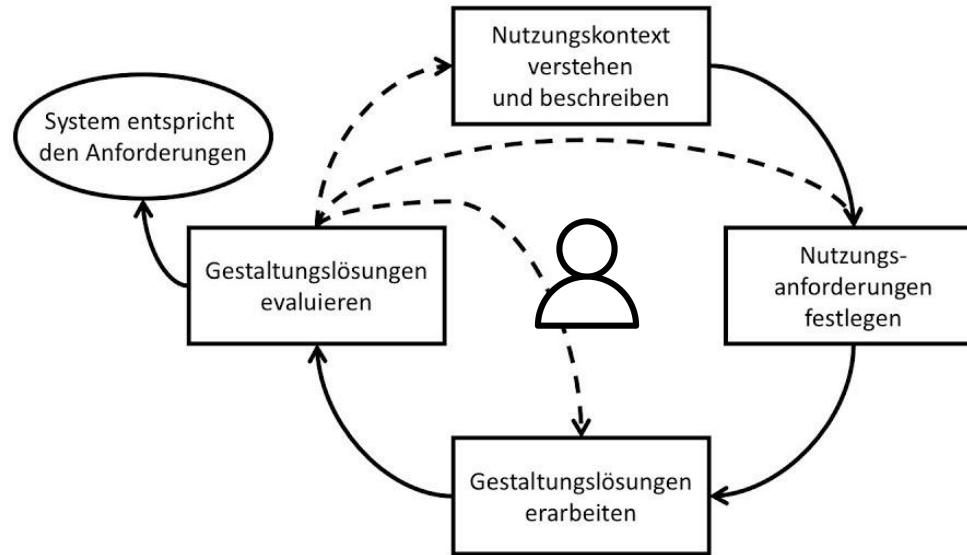 Nutzungskontext
verstehen
und beschreiben
System entspricht
den Anforderungen
Gestaltungslösungen
evaluieren
Nutzungs-
anforderungen
festlegen
Gestaltungslösungen
erarbeiten